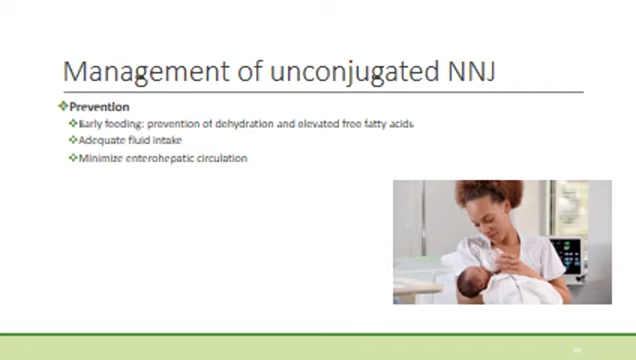 Management of unconjugated NNJ
Prevention
Early feeding: prevention of dehydration and elevated free fatty acids
Adequate fluid intake
Minimize enterohepatic circulation